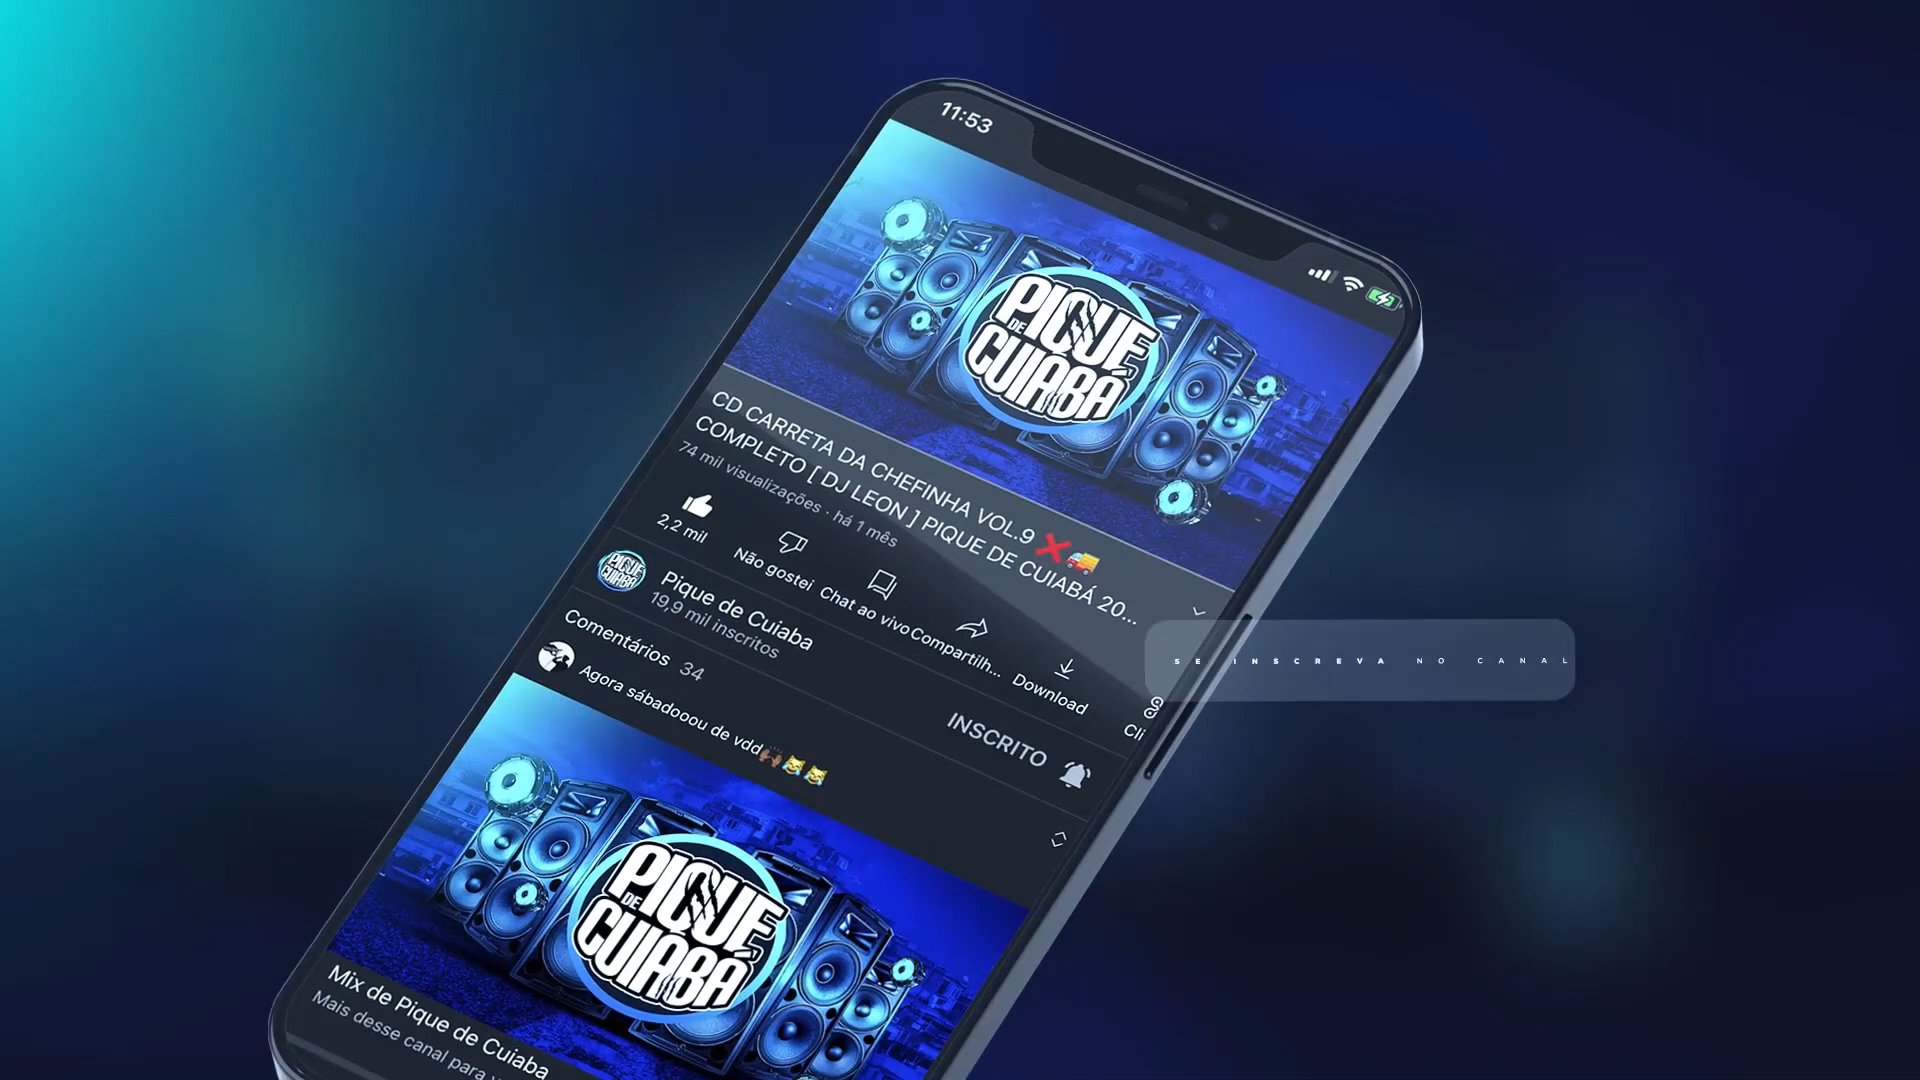 11:53
PIQUE
DE
CUIABÁ
CD CARRETA DA CHEFINHA VOL.9 ❌🚚
COMPLETO [ DJ LEON ] PIQUE DE CUIABÁ 20...
74 mil visualizações · há 1 mês
2,2 mil
Não gostei
Chat ao vivo
Compartilh...
Download
Cli
PIQUE
CUIABÁ
Pique de Cuiaba
19,9 mil inscritos
INSCRITO
Comentários 34
Agora sábadooou de vdd🙌🏾😹😹
SE INSCREVA NO CANAL
PIQUE
DE
CUIABÁ
Mix de Pique de Cuiaba
Mais desse canal para